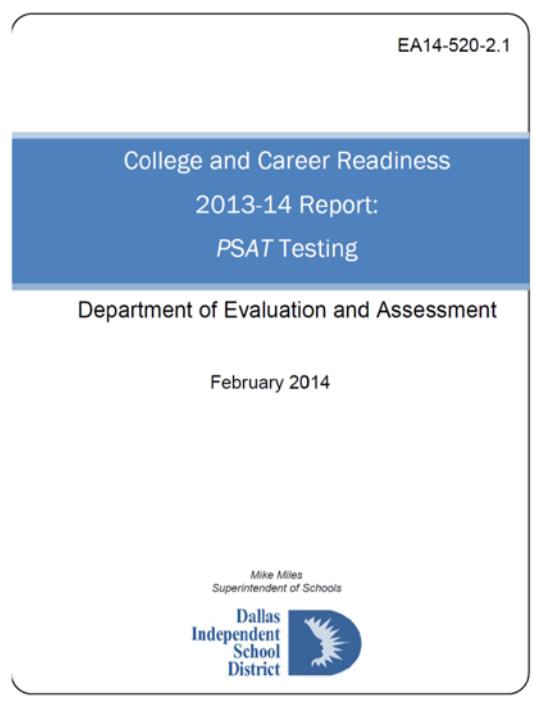 EA14-520-2.1
College and Career Readiness
2013-14 Report:
PSAT Testing
Department of Evaluation and Assessment
February 2014
Mike Miles
Superintendent of Schools
Dallas
Independent
School
District